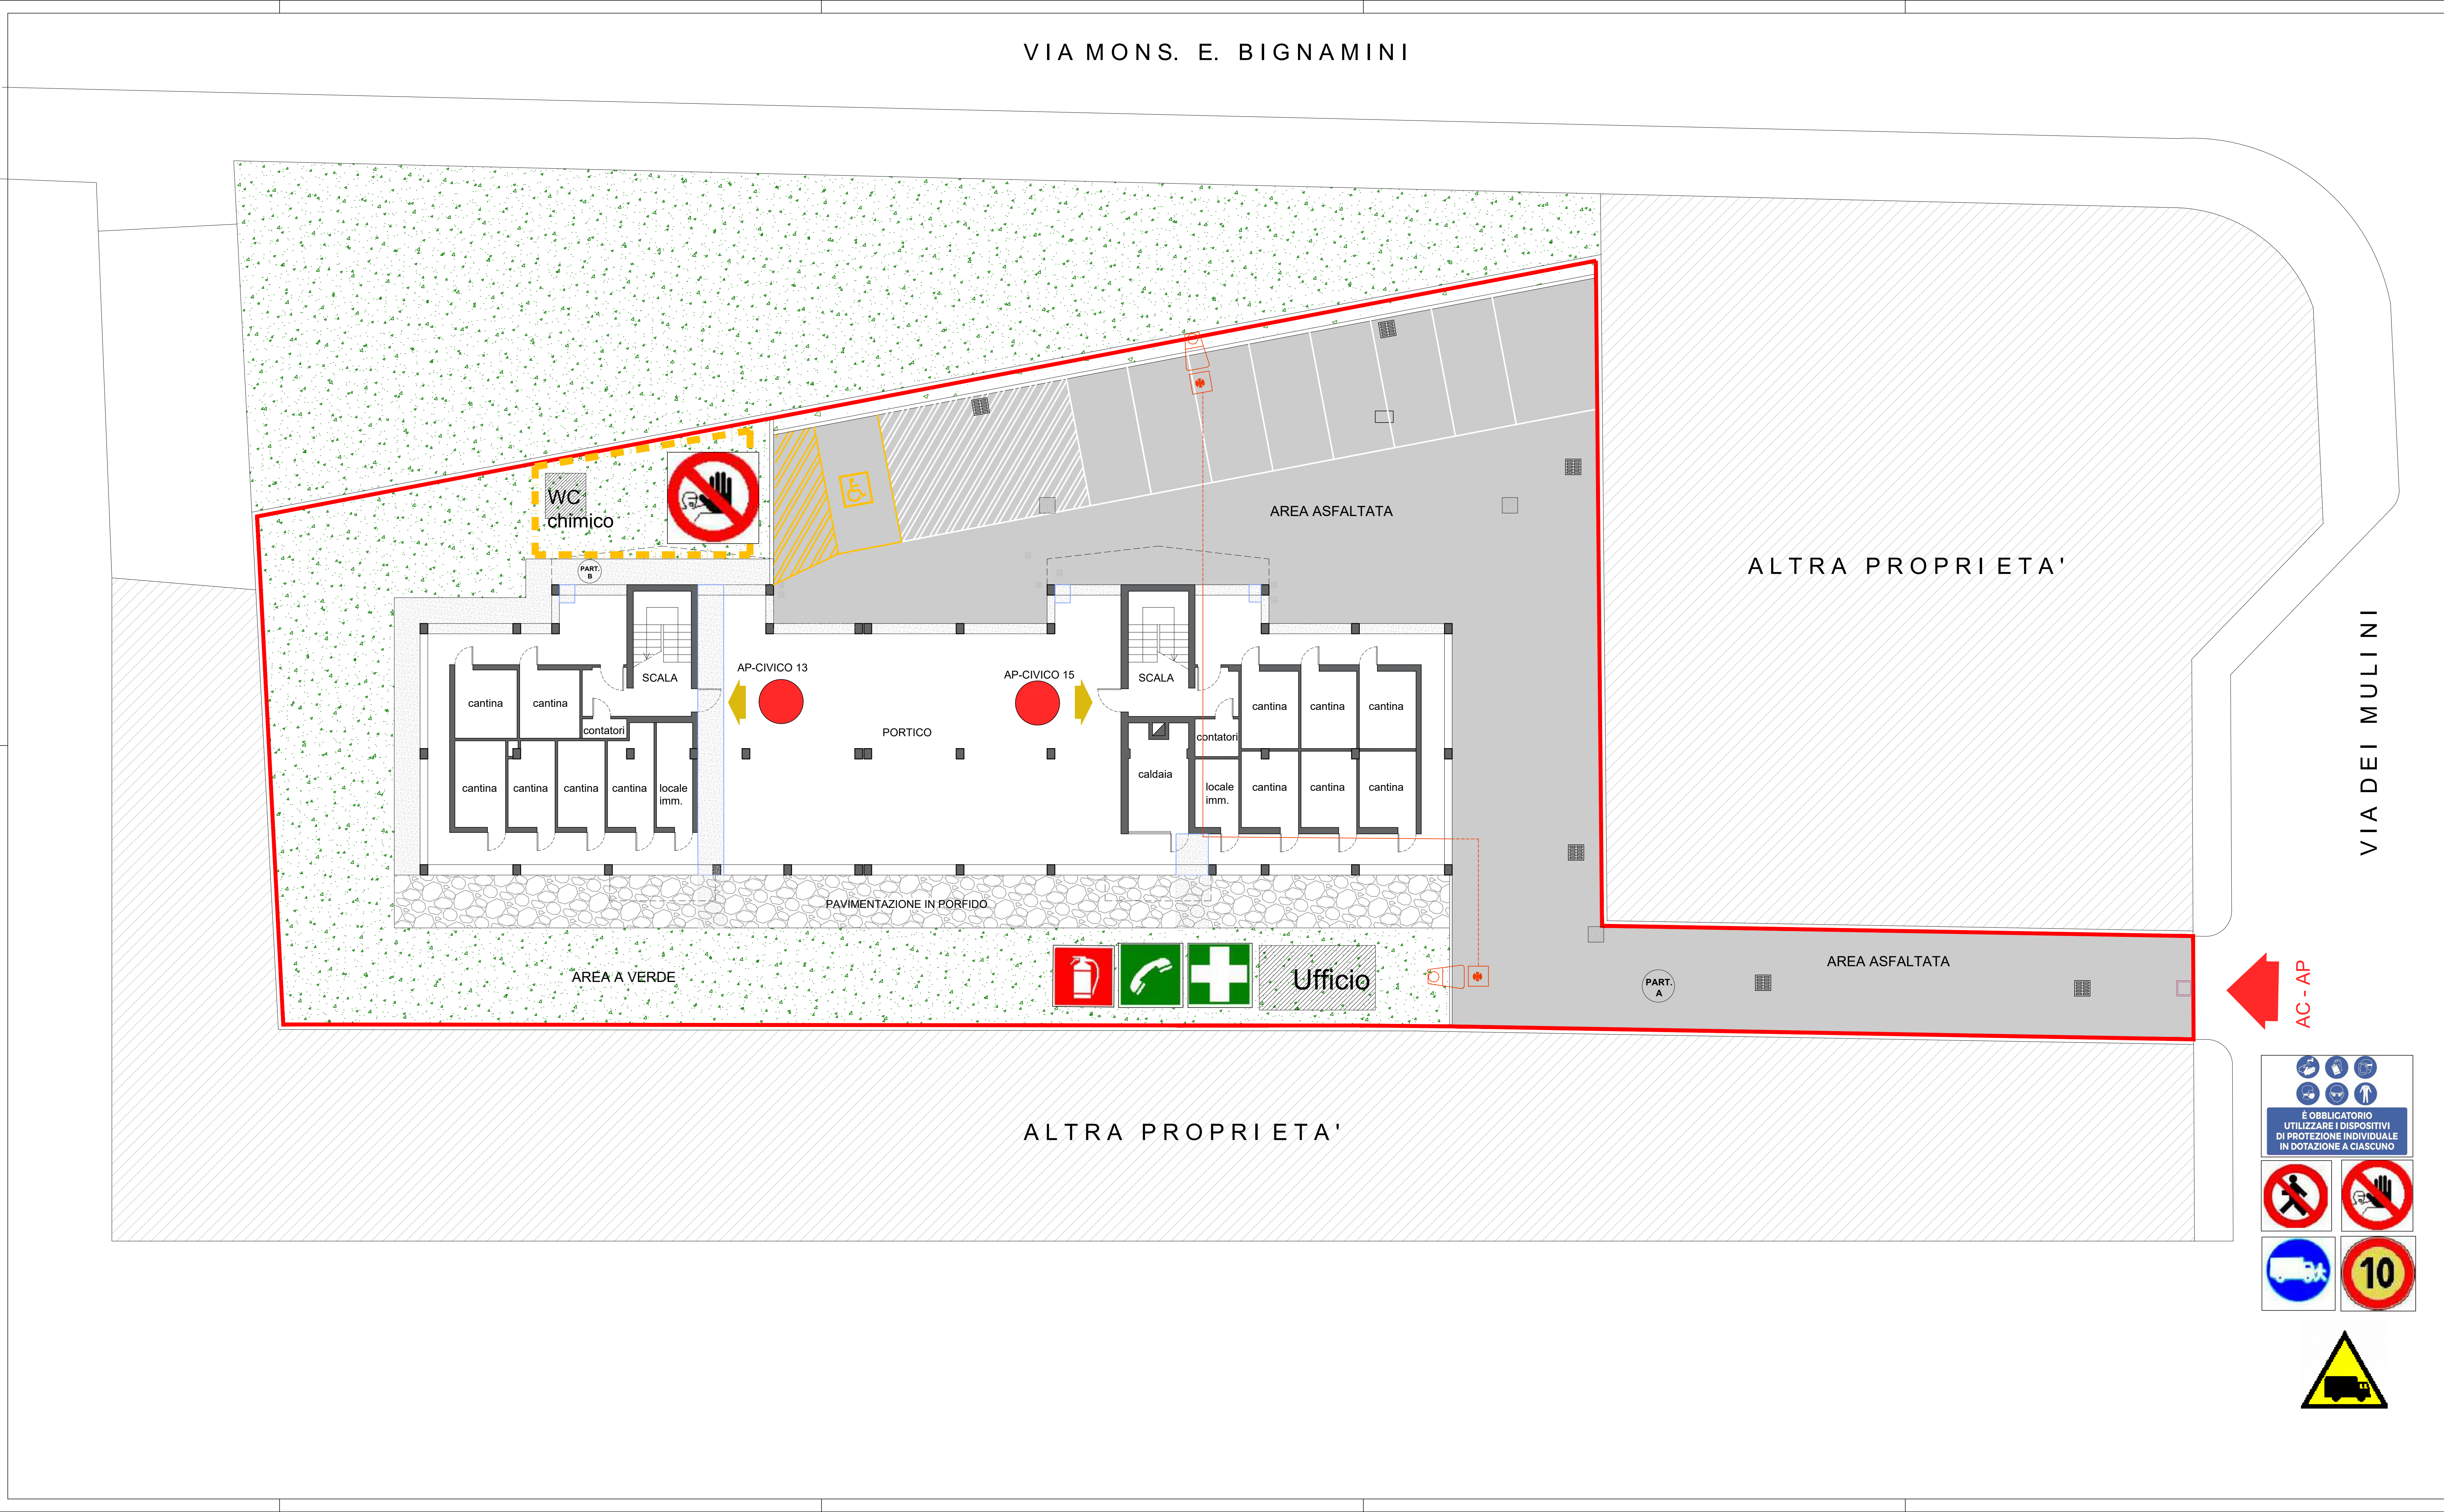 VIA MONS. E. BIGNAMINI
WC
chimico
PART.
B
AREA ASFALTATA
ALTRA PROPRIETA'
VIA DEI MULINI
SCALA
AP-CIVICO 13
AP-CIVICO 15
SCALA
cantina
cantina
contatori
PORTICO
contatori
cantina
cantina
cantina
caldaia
cantina
cantina
cantina
cantina
locale
imm.
locale
imm.
cantina
cantina
cantina
PAVIMENTAZIONE IN PORFIDO
AREA A VERDE
Ufficio
PART.
A
AREA ASFALTATA
AC - AP
È OBBLIGATORIO
UTILIZZARE I DISPOSITIVI
DI PROTEZIONE INDIVIDUALE
IN DOTAZIONE A CIASCUNO
ALTRA PROPRIETA'
10